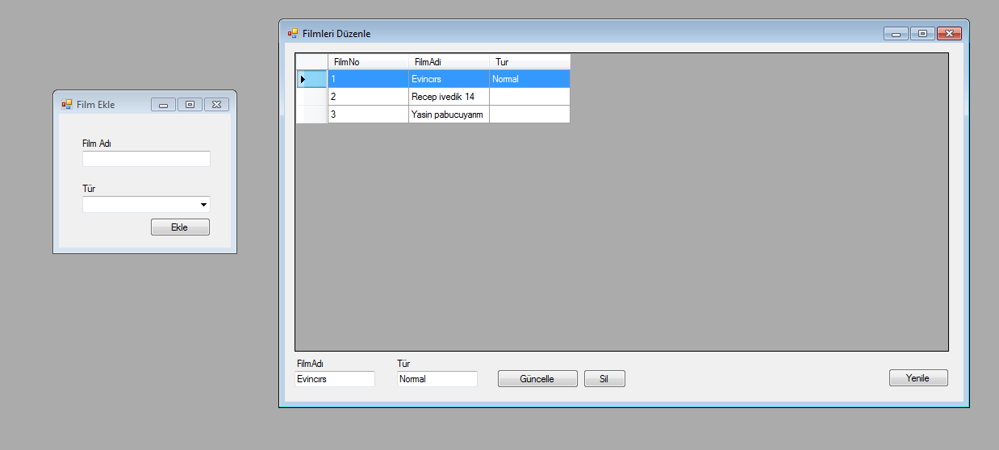 Film Ekle
Film Adı
Tür
Ekle
Filmleri Düzenle
FilmNo FilmAdi Tur
1 Evincırs Normal
2 Recep ivedik 14
3 Yasin pabucuyarım
FilmAdı Tür
Evincırs Normal Güncelle Sil Yenile